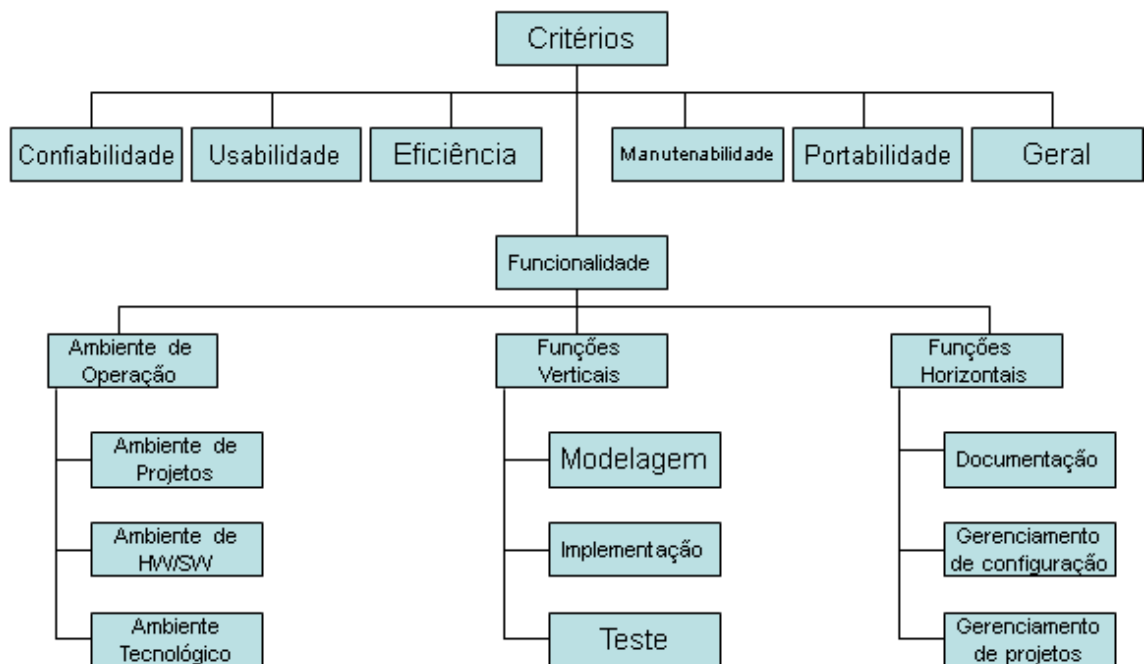 Critérios
Confiabilidade
Usabilidade
Eficiência
Manutenabilidade
Portabilidade
Geral
Funcionalidade
Ambiente de
Operação
Funções
Verticais
Funções
Horizontais
Ambiente de
Projetos
Modelagem
Documentação
Ambiente de
HW/SW
Implementação
Gerenciamento
de configuração
Ambiente
Tecnológico
Teste
Gerenciamento
de projetos